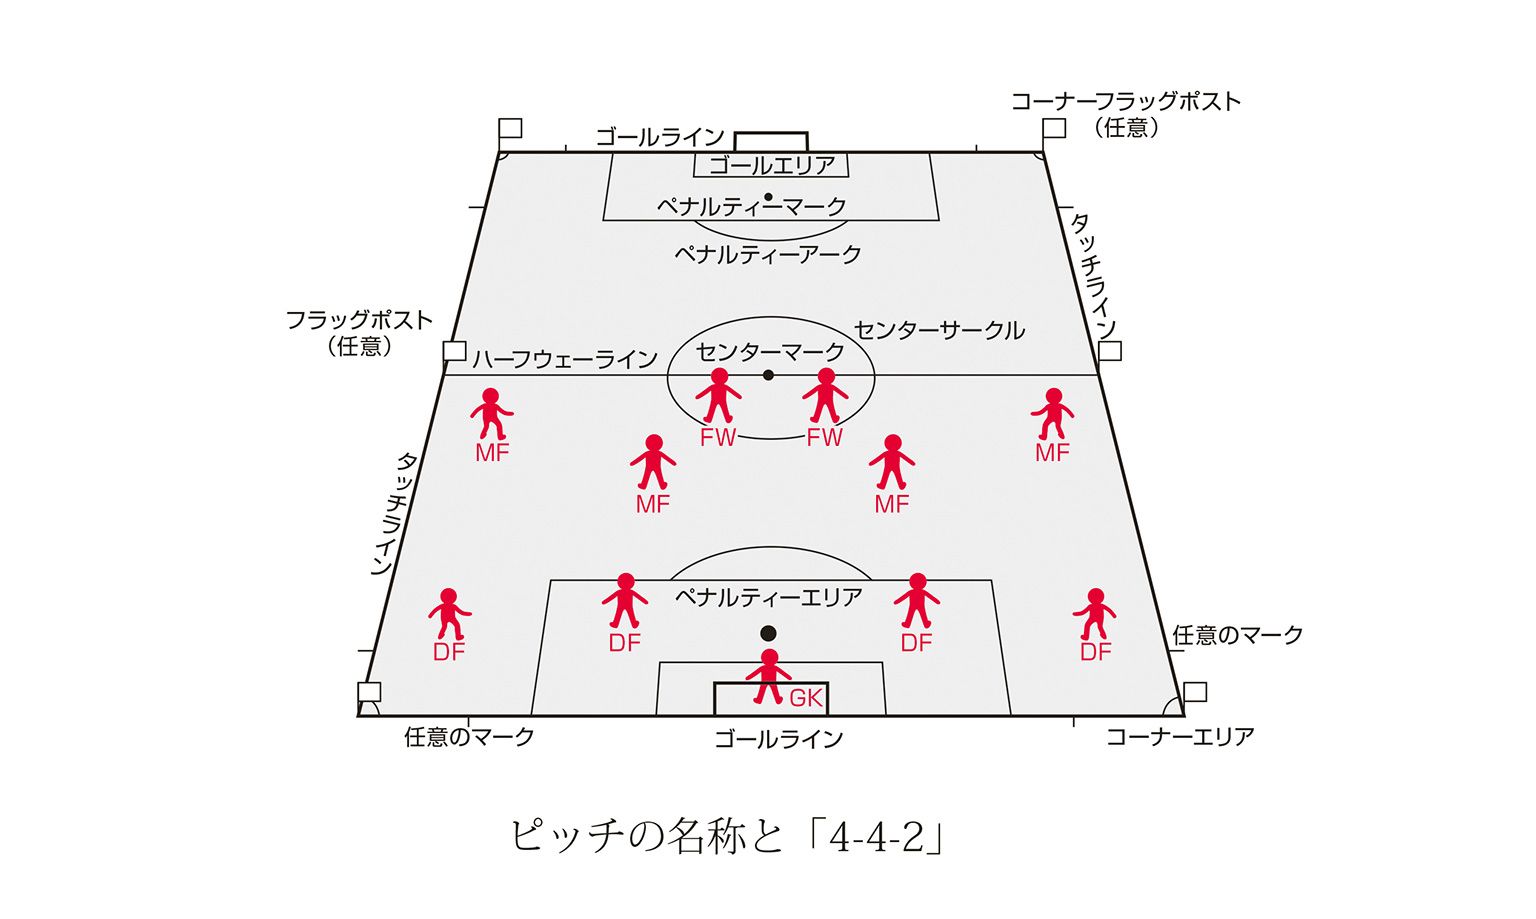 コーナーフラッグポスト
（任意）
ゴールライン
ゴールエリア
ペナルティーマーク
ペナルティーアーク
タッチライン
フラッグポスト
（任意）
センターサークル
センターマーク
ハーフウェーライン
FW
FW
MF
MF
MF
MF
タッチライン
ペナルティーエリア
DF
DF
DF
DF
任意のマーク
GK
任意のマーク
ゴールライン
コーナーエリア
ピッチの名称と「4-4-2」